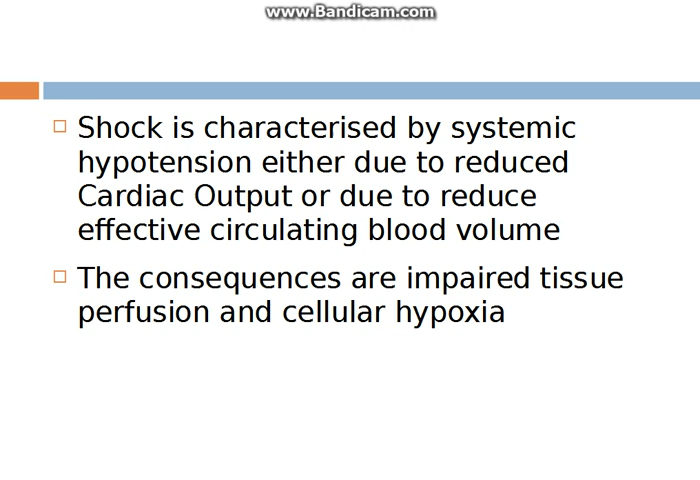 www.Bandicam.com
Shock is characterised by systemic
hypotension either due to reduced
Cardiac Output or due to reduce
effective circulating blood volume
The consequences are impaired tissue
perfusion and cellular hypoxia